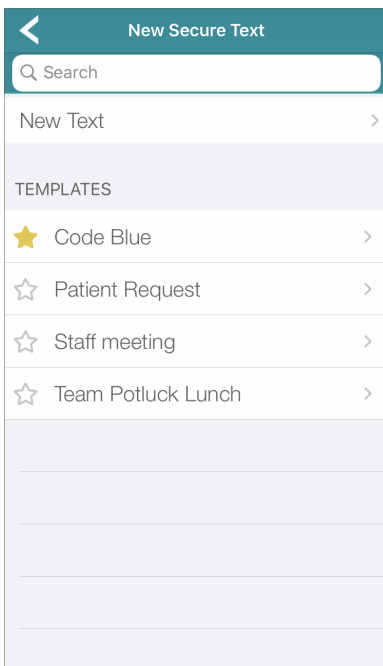 New Secure Text
Search
New Text
TEMPLATES
Code Blue
Patient Request
Staff meeting
Team Potluck Lunch